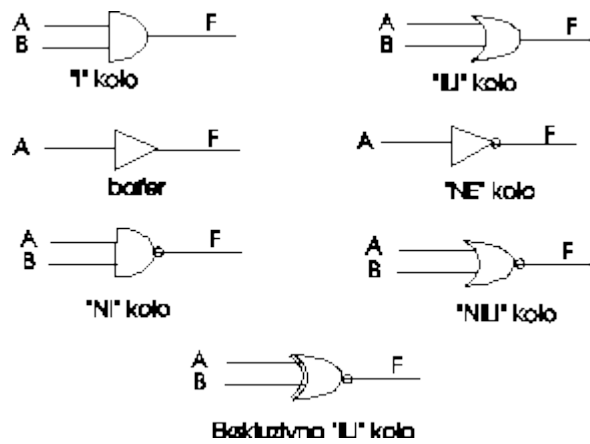 A F A F
B B
"I" kolo "ILI" kolo
A F A F
bafer "NE" kolo
A F A F
B B
"NI" kolo "NILI" kolo
A F
B
Ekskluzivno "ILI" kolo